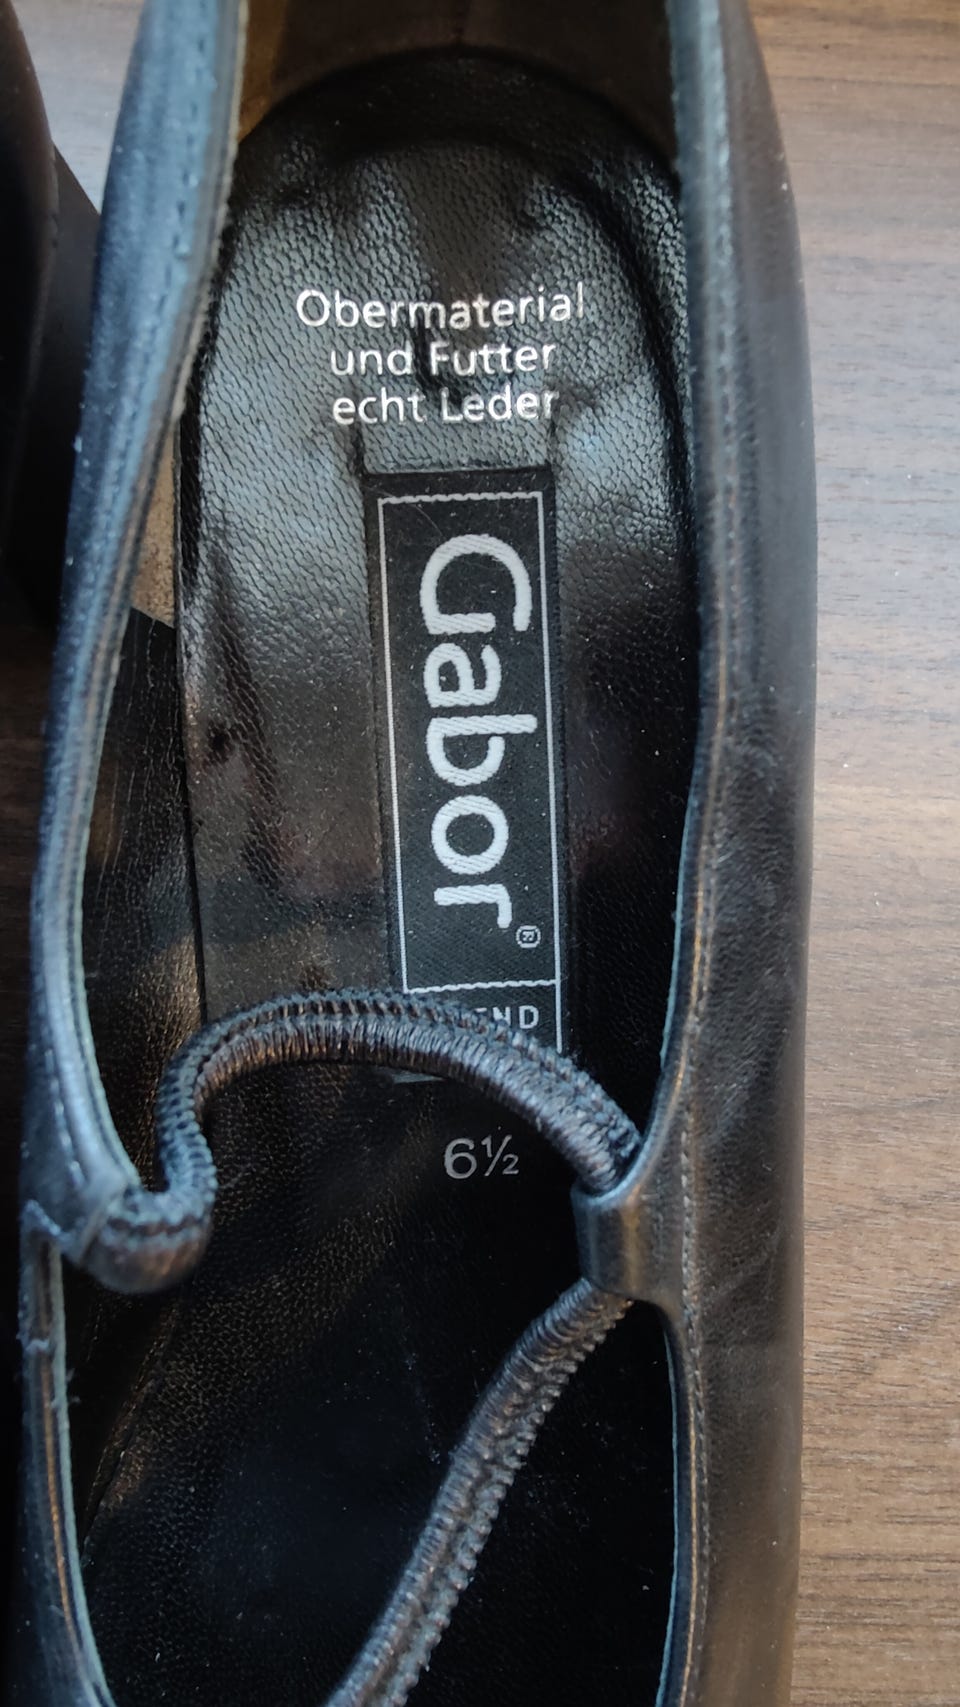 Obermaterial
und Futter
echt Leder
Gabor®
6½